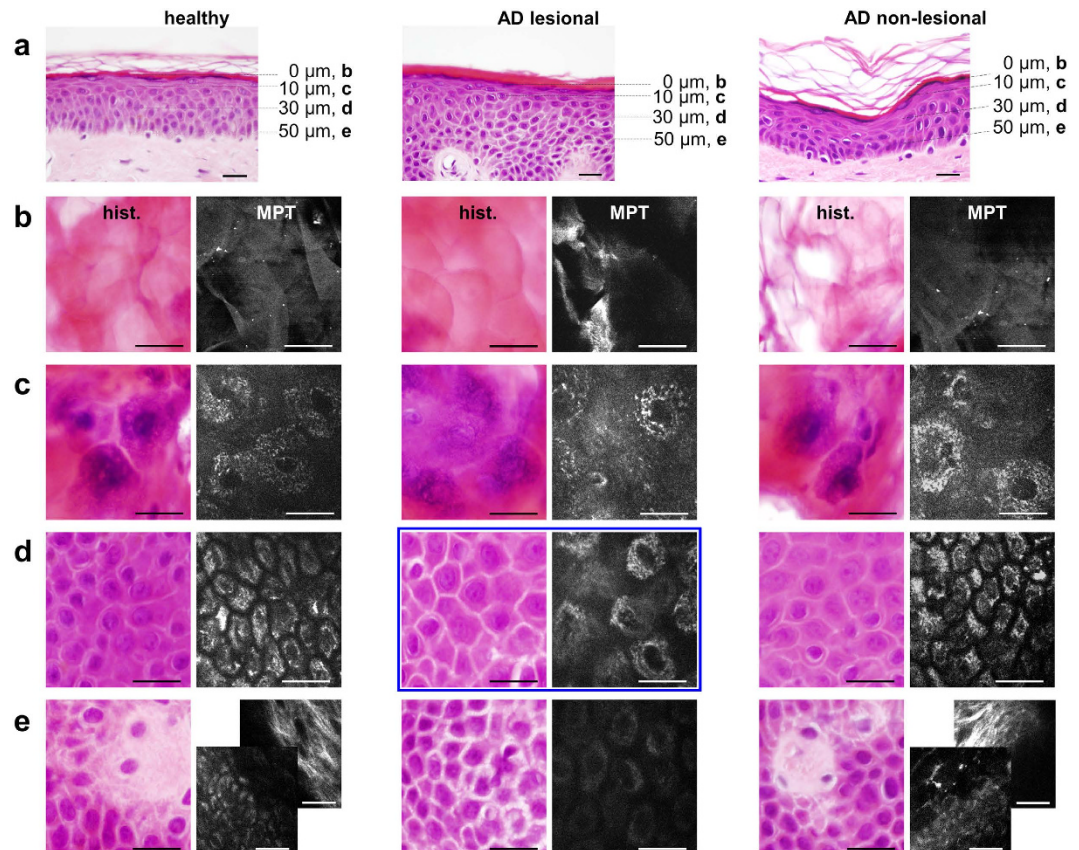 healthy AD lesional AD non-lesional
a
0 µm, b 0 µm, b 0 µm, b
10 µm, c 10 µm, c 10 µm, c
30 µm, d 30 µm, d 30 µm, d
50 µm, e 50 µm, e 50 µm, e
b hist. MPT hist. MPT hist. MPT
c
d
e